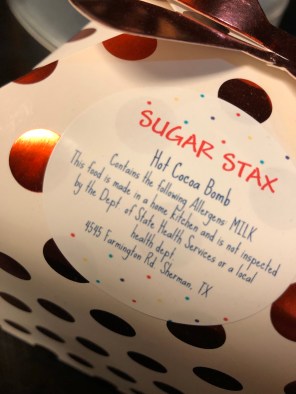 SUGAR STAX
Hot Cocoa Bomb
Contains the following Allergens: MILK
This food is made in a home kitchen and is not inspected
by the Dept of State Health Services or a local
health dept.
4545 Farmington Rd. Sherman, TX